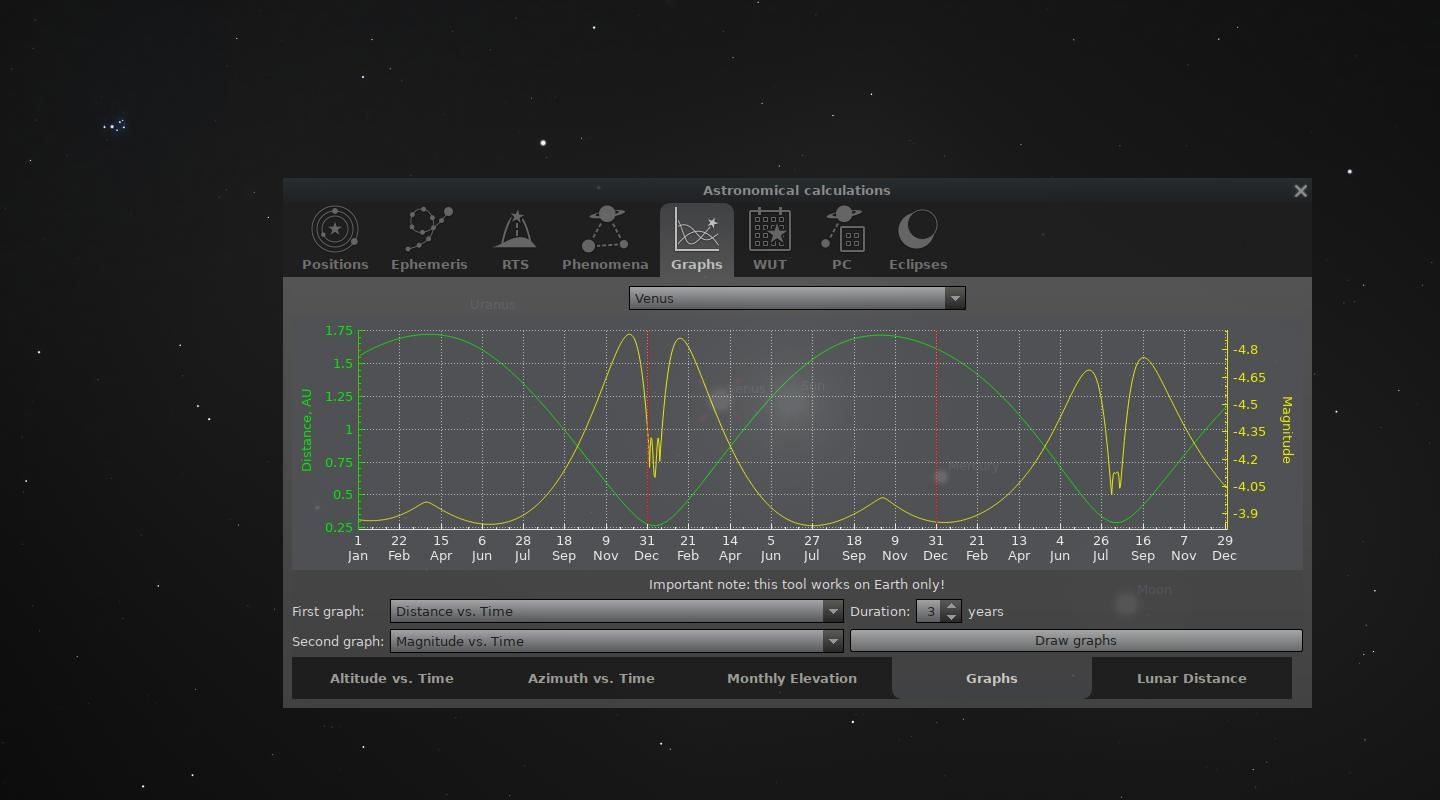 Astronomical calculations
Positions Ephemeris RTS Phenomena Graphs WUT PC Eclipses
Uranus
Venus
1.75
1.5
1.25
1
0.75
0.5
0.25
Distance, AU
-4.8
-4.65
-4.5
-4.35
-4.2
-4.05
-3.9
Magnitude
Venus Sun
Mercury
1 22 15 6 28 18 9 31 21 14 5 27 18 9 31 21 13 4 26 16 7 29
Jan Feb Apr Jun Jul Sep Nov Dec Feb Apr Jun Jul Sep Nov Dec Feb Apr Jun Jul Sep Nov Dec
Important note: this tool works on Earth only!
Moon
First graph: Distance vs. Time Duration: 3 years
Second graph: Magnitude vs. Time Draw graphs
Altitude vs. Time Azimuth vs. Time Monthly Elevation Graphs Lunar Distance